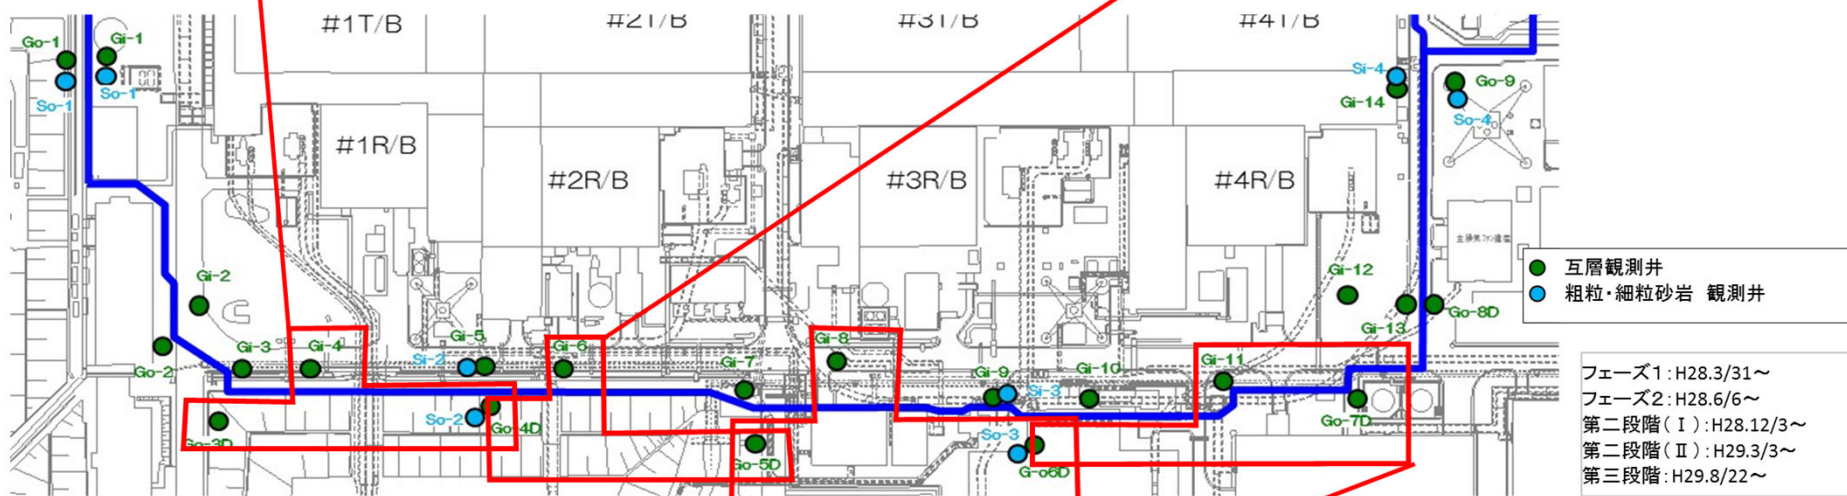 #1T/B
#2T/B
#3T/B
#4T/B
Go-1
Gi-1
So-1
So-1
Si-4
Gi-14
Go-9
So-4
#1R/B
#2R/B
#3R/B
#4R/B
Gi-2
Gi-12
Gi-13
Go-8D
Go-2
Gi-3
Gi-4
Si-2
Gi-5
Gi-6
Gi-7
Gi-8
Gi-9
Si-3
Gi-10
Gi-11
Go-3D
So-2
Go-4D
Go-5D
So-3
G-o6D
Go-7D
互層観測井
粗粒・細粒砂岩 観測井
フェーズ1:H28.3/31~
フェーズ2:H28.6/6~
第二段階(Ⅰ):H28.12/3~
第二段階(Ⅱ):H29.3/3~
第三段階:H29.8/22~